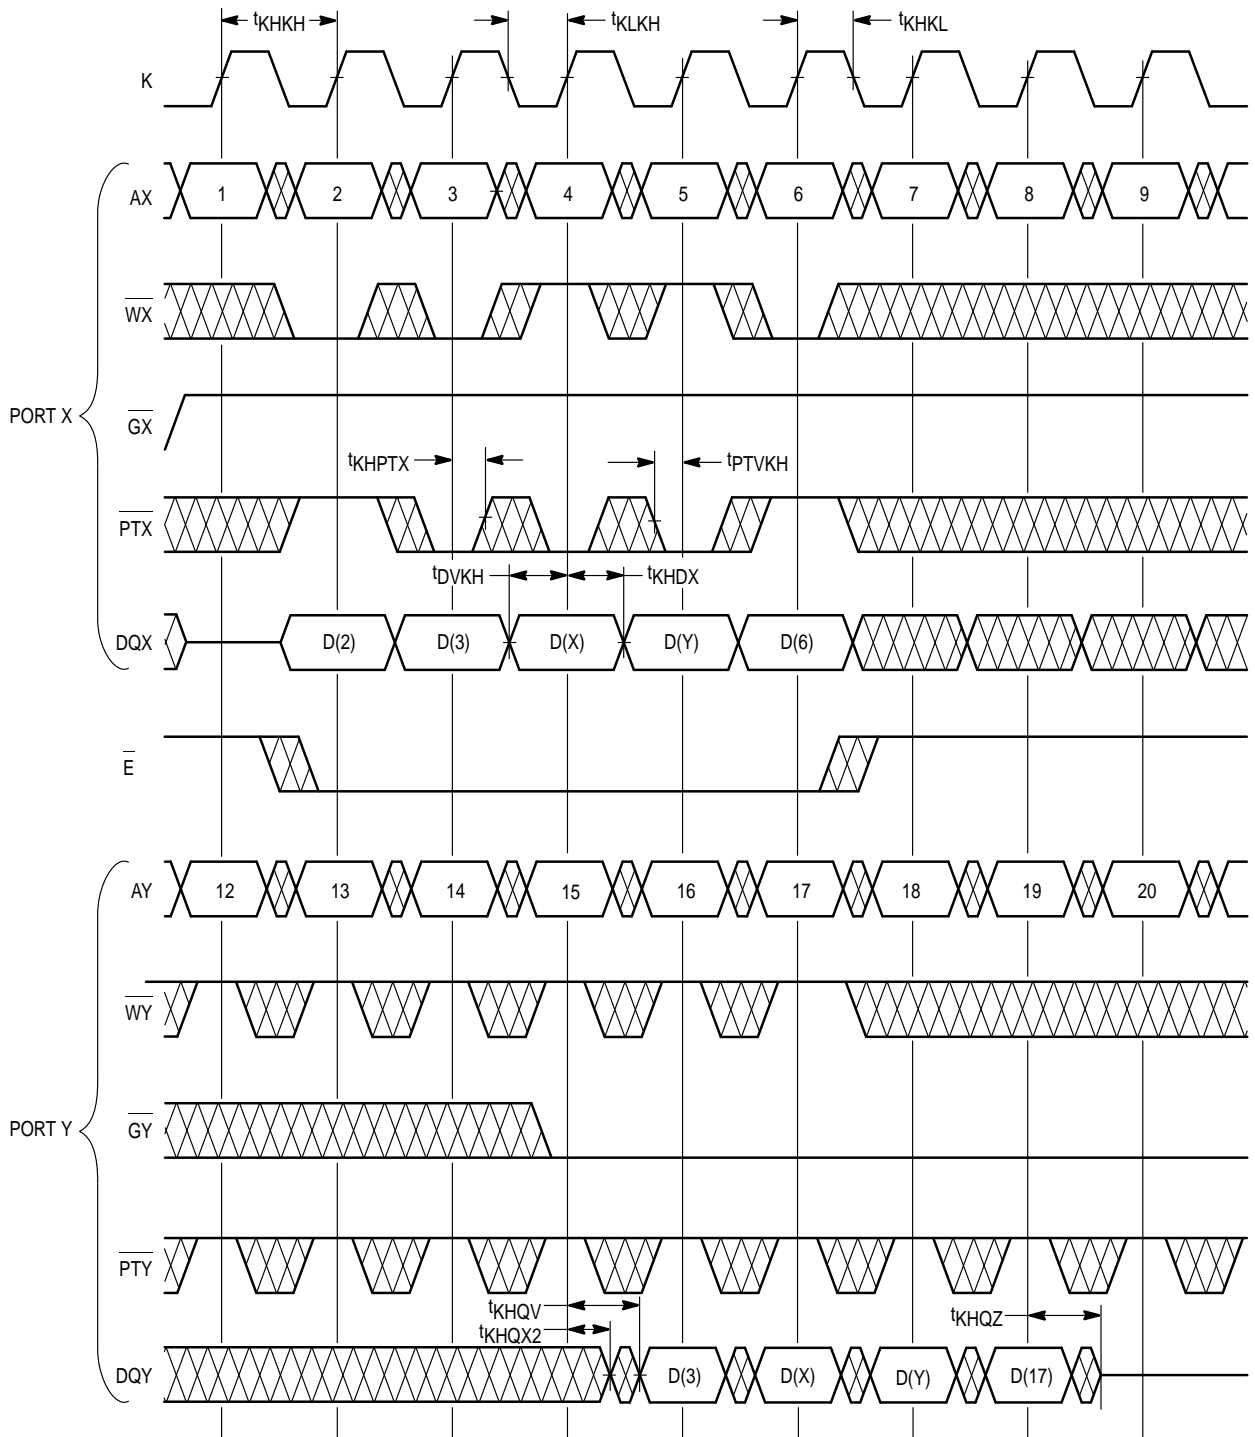 tKHKH tKLKH tKHKL
K
AX 1 2 3 4 5 6 7 8 9
WX
PORT X
GX
tKHPTX tPTVKH
PTX
tDVKH tKHDX
DQX D(2) D(3) D(X) D(Y) D(6)
E
AY 12 13 14 15 16 17 18 19 20
WY
PORT Y
GY
PTY
tKHQV
tKHQX2 tKHQZ
DQY D(3) D(X) D(Y) D(17)